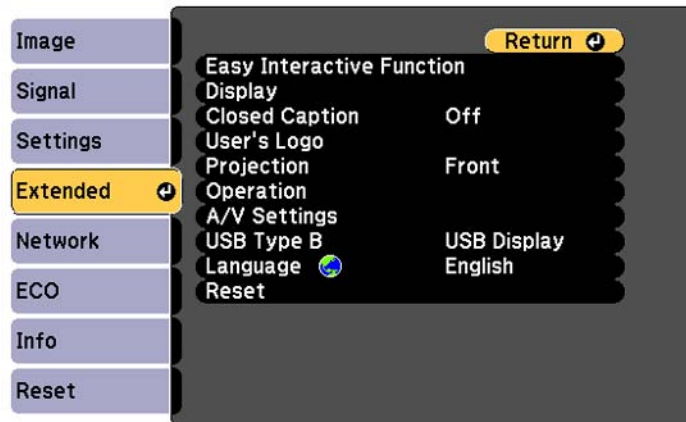 Image
Signal
Settings
Extended
Network
ECO
Info
Reset
Return
Easy Interactive Function
Display
Closed Caption Off
User's Logo
Projection Front
Operation
A/V Settings
USB Type B USB Display
Language English
Reset